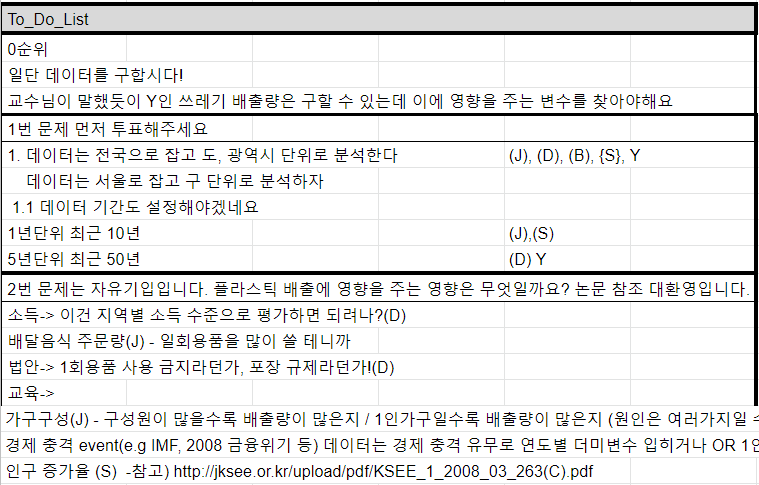 To_Do_List
0순위
일단 데이터를 구합시다!
교수님이 말했듯이 Y인 쓰레기 배출량은 구할 수 있는데 이에 영향을 주는 변수를 찾아야해요
1번 문제 먼저 투표해주세요
1. 데이터는 전국으로 잡고 도, 광역시 단위로 분석한다 (J), (D), (B), {S}, Y
데이터는 서울로 잡고 구 단위로 분석하자
1.1 데이터 기간도 설정해야겠네요
1년단위 최근 10년 (J),(S)
5년단위 최근 50년 (D) Y
2번 문제는 자유기입입니다. 플라스틱 배출에 영향을 주는 영향은 무엇일까요? 논문 참조 대환영입니다.
소득-> 이건 지역별 소득 수준으로 평가하면 되려나?(D)
배달음식 주문량(J) - 일회용품을 많이 쓸 테니까
법안-> 1회용품 사용 금지라던가, 포장 규제라던가!(D)
교육->
가구구성(J) - 구성원이 많을수록 배출량이 많은지 / 1인가구일수록 배출량이 많은지 (원인은 여러가지일
경제 충격 event(e.g IMF, 2008 금융위기 등) 데이터는 경제 충격 유무로 연도별 더미변수 입히거나 OR 1인
인구 증가율 (S) -참고) http://jksee.or.kr/upload/pdf/KSEE_1_2008_03_263(C).pdf